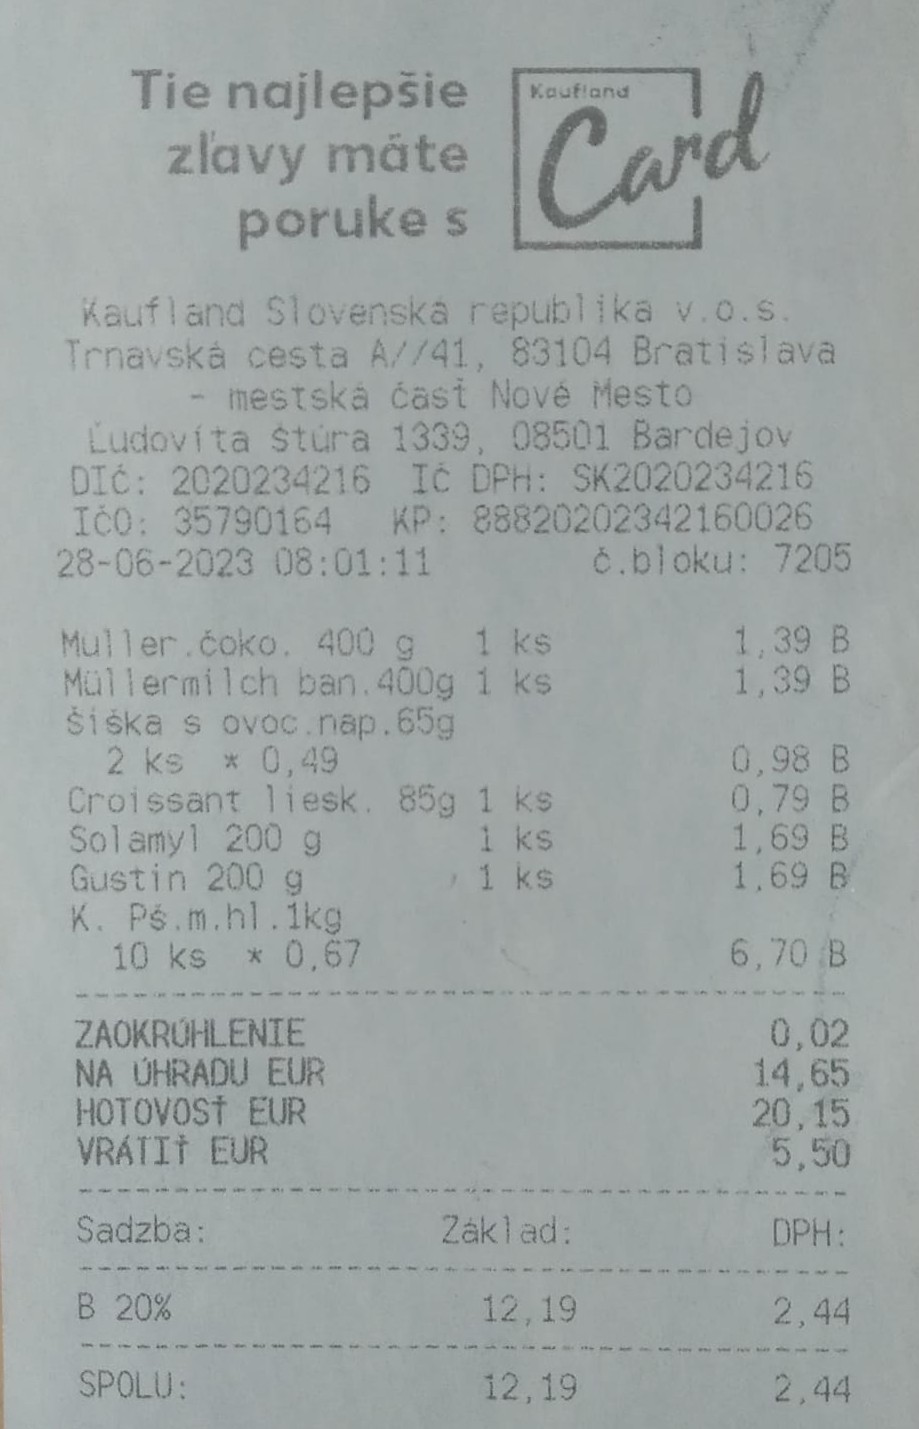 Tie najlepšie
zľavy máte
poruke s
Kaufland
Card
Kaufland Slovenská republika v.o.s.
Trnavská cesta A//41, 83104 Bratislava
- mestská časť Nové Mesto
Ľudovíta Štúra 1339, 08501 Bardejov
DIČ: 2020234216 IČ DPH: SK2020234216
IČO: 35790164 KP: 88820202342160026
28-06-2023 08:01:11 č.bloku: 7205
Muller.čoko. 400 g 1 ks 1,39 B
Müllermilch ban.400g 1 ks 1,39 B
Šiška s ovoc.nap.65g
2 ks * 0,49 0,98 B
Croissant liesk. 85g 1 ks 0,79 B
Solamyl 200 g 1 ks 1,69 B
Gustin 200 g 1 ks 1,69 B
K. Pš.m.hl.1kg
10 ks * 0,67 6,70 B
ZAOKRÚHLENIE 0,02
NA ÚHRADU EUR 14,65
HOTOVOSŤ EUR 20,15
VRÁTIŤ EUR 5,50
Sadzba: Základ: DPH:
B 20% 12,19 2,44
SPOLU: 12,19 2,44